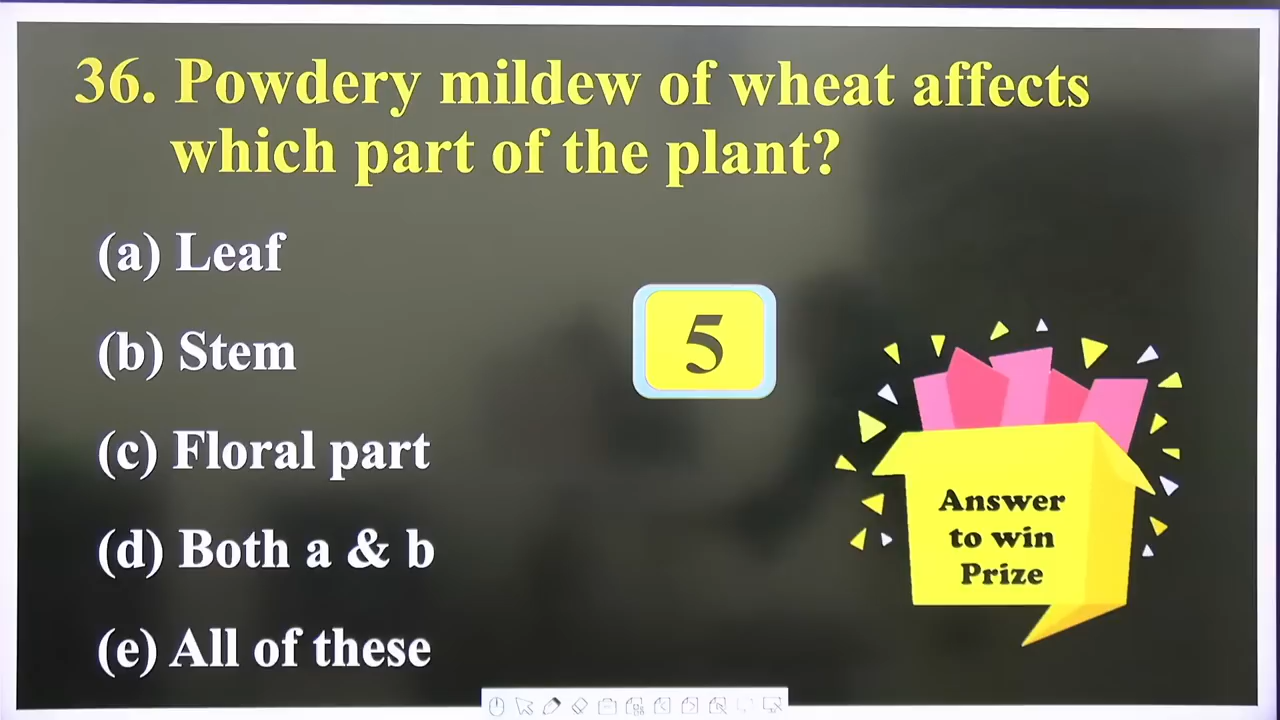 36. Powdery mildew of wheat affects
which part of the plant?
(a) Leaf
(b) Stem
(c) Floral part
(d) Both a & b
(e) All of these
5
Answer
to win
Prize